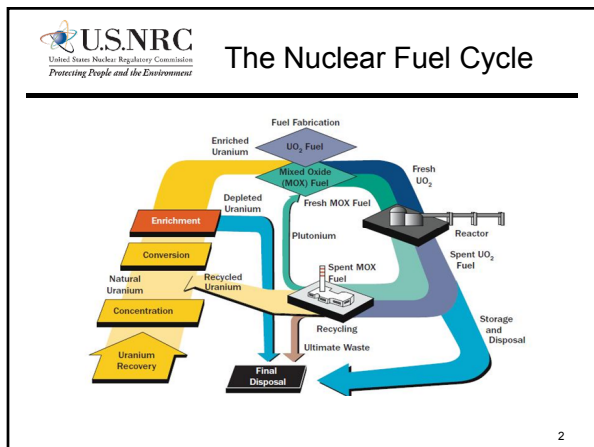 U.S.NRC
United States Nuclear Regulatory Commission
Protecting People and the Environment
The Nuclear Fuel Cycle
Fuel Fabrication
Enriched
Uranium
UO2 Fuel
Mixed Oxide
(MOX) Fuel
Fresh
UO2
Depleted
Uranium
Fresh MOX Fuel
Enrichment
Reactor
Plutonium
Conversion
Spent UO2
Fuel
Natural
Uranium
Recycled
Uranium
Spent MOX
Fuel
Concentration
Recycling
Storage
and
Disposal
Ultimate Waste
Uranium
Recovery
Final
Disposal
2